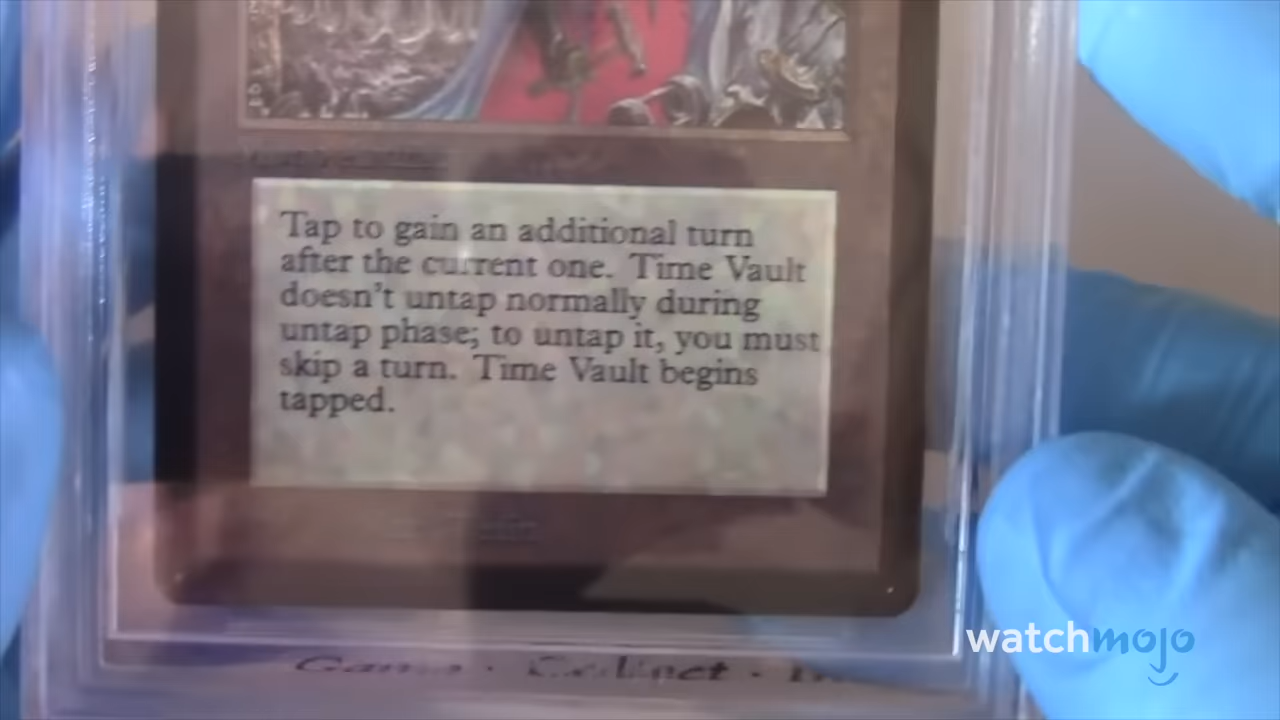 Tap to gain an additional turn
after the current one. Time Vault
doesn't untap normally during
untap phase; to untap it, you must
skip a turn. Time Vault begins
tapped.
watchmojo